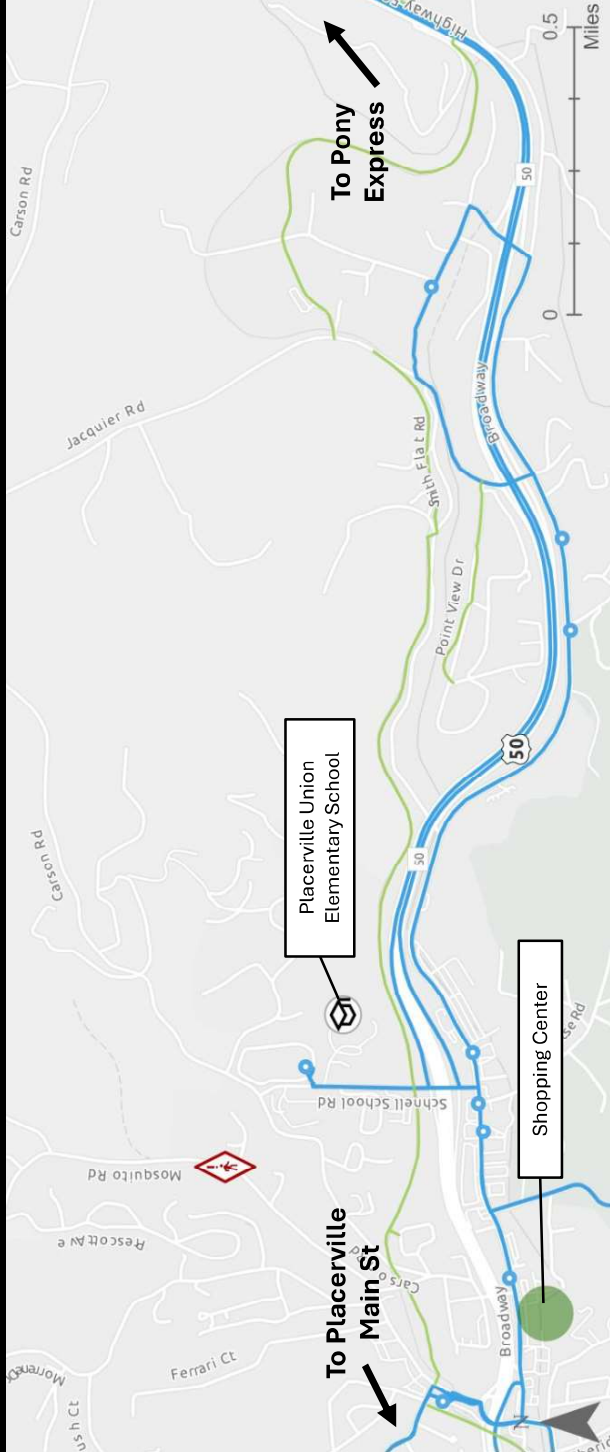 Carson Rd
Highway 50
0.5
Miles
0
To Pony
Express
50
Jacquier Rd
Broadway
Smith Flat Rd
Point View Dr
50
Placerville Union
Elementary School
50
Carson Rd
Shopping Center
se Rd
Schnell School Rd
Mosquito Rd
Prescott Ave
To Placerville
Main St
Broadway
Ferrari Ct
N